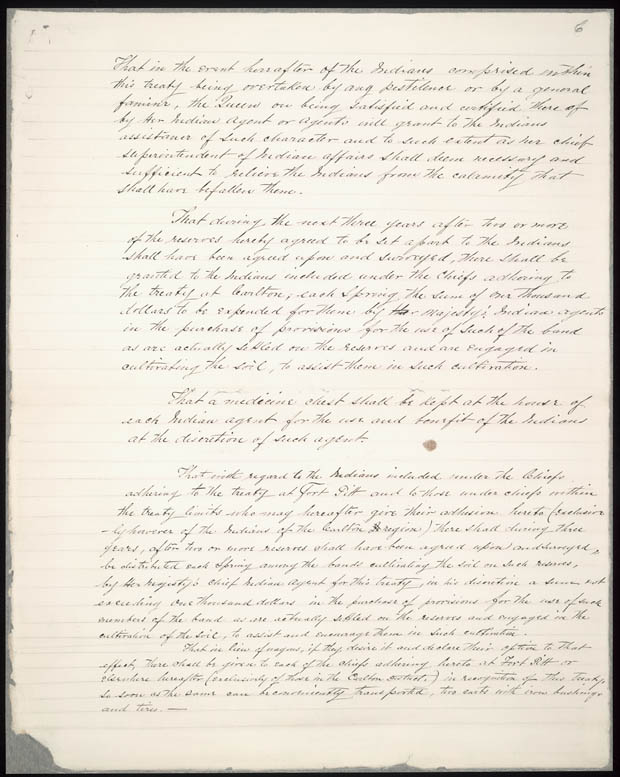 6
That in the event hereafter of the Indians comprised within
this treaty being overtaken by any pestilence or by a general
famine, the Queen on being satisfied and certified there of
by Her Indian Agent or Agents will grant to the Indians
assistance of such character and to such extent as her chief
superintendent of Indian affairs shall deem necessary and
sufficient to relieve the Indians from the calamity that
shall have befallen them.
That during the next three years after two or more
of the reserves hereby agreed to be set apart to the Indians
shall have been agreed upon and surveyed, there shall be
granted to the Indians included under the Chiefs adhering to
the treaty at Carlton, each Spring the sum of one thousand
dollars to be expended for them by Her Majesty's Indian Agents
in the purchase of provisions for the use of such of the band
as are actually settled on the reserves and are engaged in
cultivating the soil, to assist them in such cultivation.
That a medicine chest shall be kept at the house of
each Indian agent for the use and benefit of the Indians
at the discretion of such agent.
That with regard to the Indians included under the Chiefs
adhering to the treaty at Fort Pitt and to those under chiefs within
the treaty limits who may hereafter give their adhesion hereto (exclusive
-ly however of the Indians of the Carlton region) there shall during three
years, after two or more reserves shall have been agreed upon and surveyed
be distributed each Spring among the bands cultivating the soil on such reserves,
by Her Majesty's Chief Indian Agent for this treaty, in his discretion a sum not
exceeding one thousand dollars in the purchase of provisions for the use of such
members of the band as are actually settled on the reserves and engaged in the
cultivation of the soil, to assist and encourage them in such cultivation.
That in lieu of wagons, if they desire it and declare their option to that
effect, there shall be given to each of the chiefs adhering hereto at Fort Pitt or
elsewhere hereafter (exclusively of those in the Carlton district) in recognition of this treaty,
so soon as the same can be conveniently transported, two carts with iron bushings
and tires. —